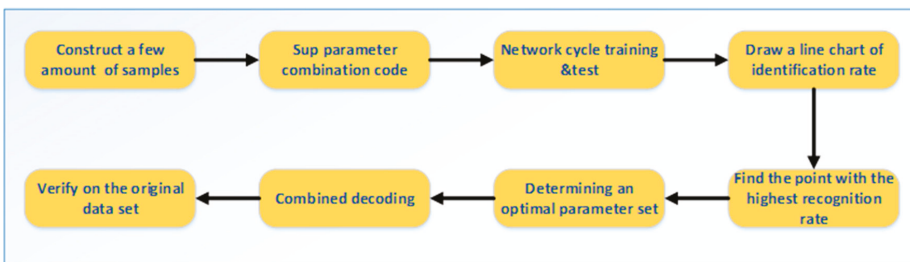 Construct a few
amount of samples
Sup parameter
combination code
Network cycle training
&test
Draw a line chart of
identification rate
Find the point with the
highest recognition
rate
Determining an
optimal parameter set
Combined decoding
Verify on the original
data set